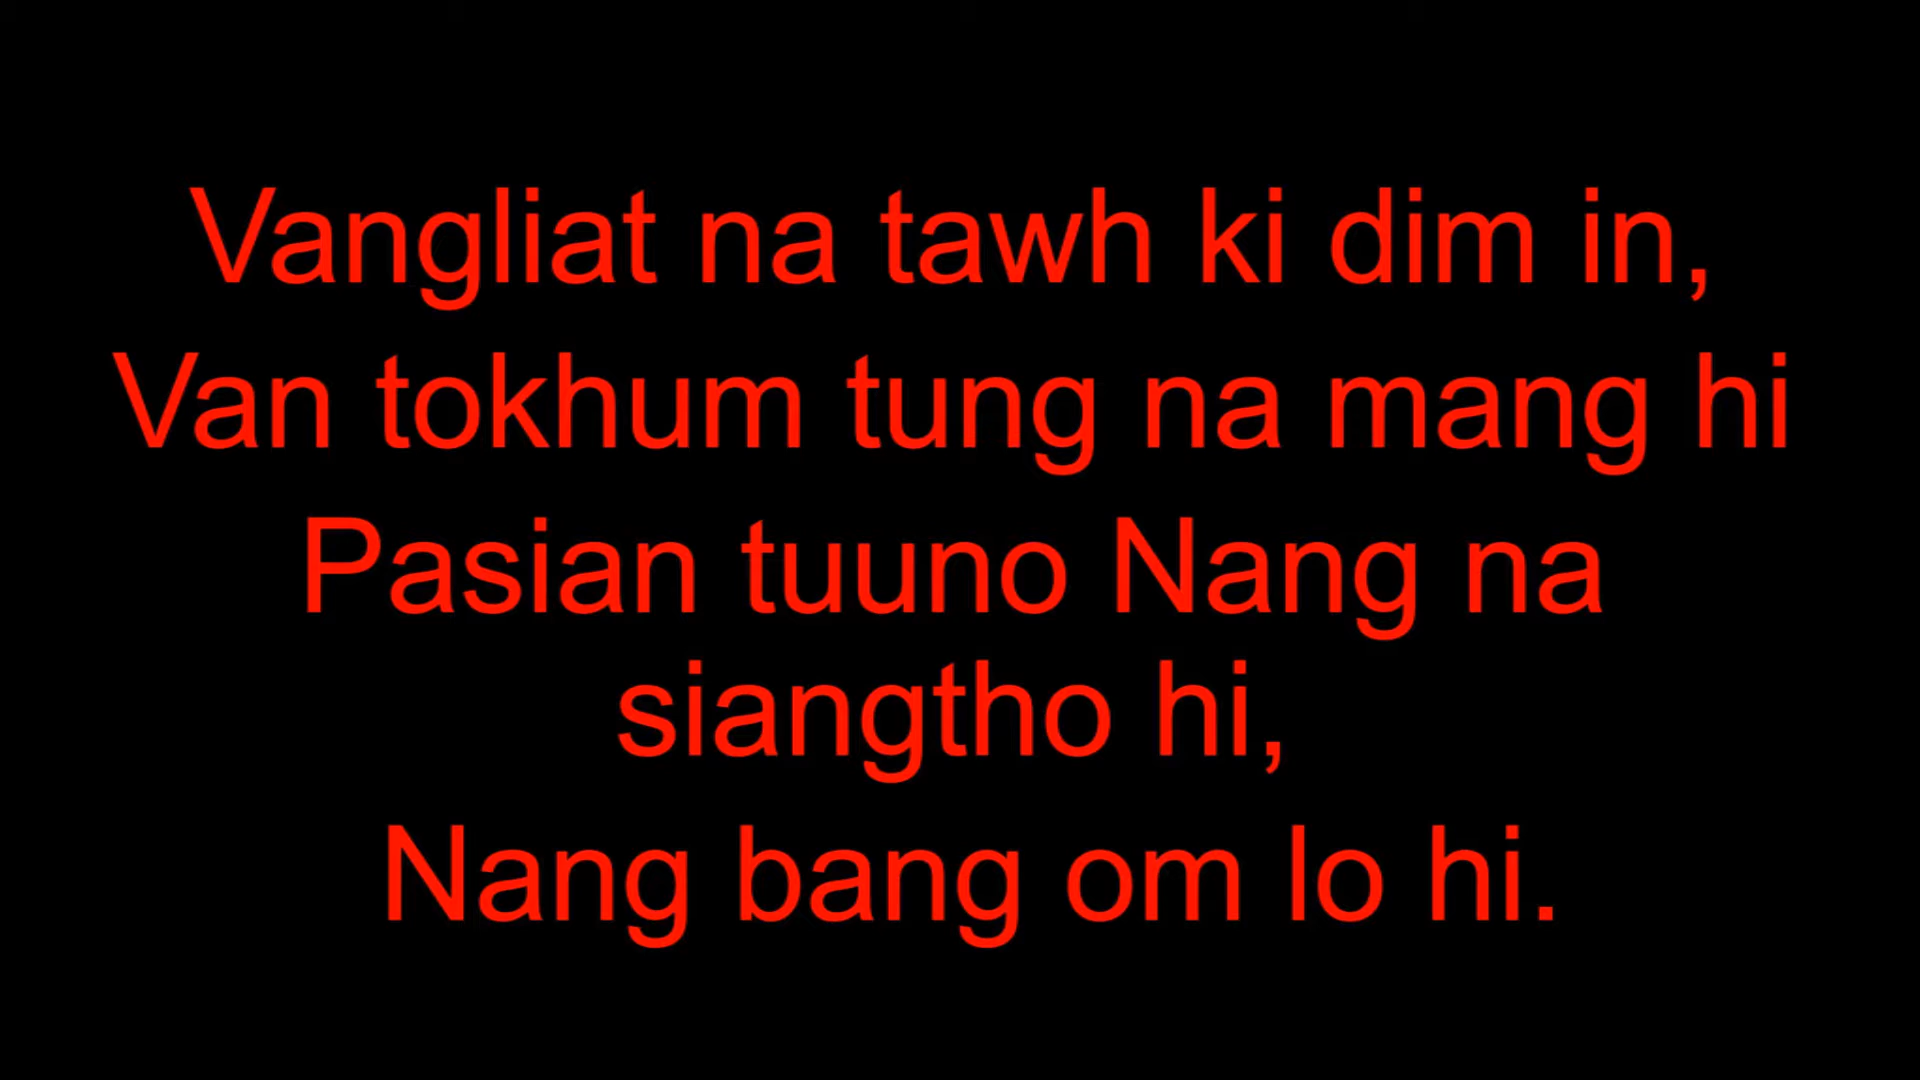 Vangliat na tawh ki dim in,
Van tokhum tung na mang hi
Pasian tuuno Nang na
siangtho hi,
Nang bang om lo hi.